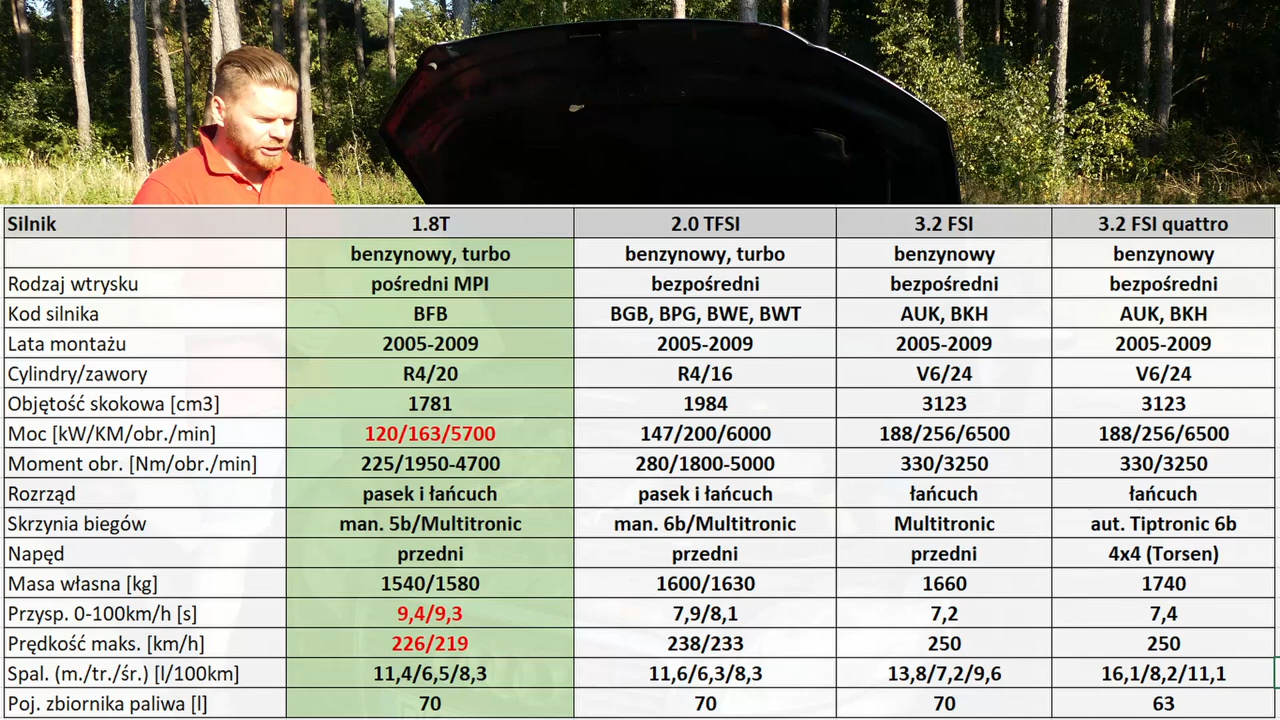 Silnik 1.8T 2.0 TFSI 3.2 FSI 3.2 FSI quattro
benzynowy, turbo benzynowy, turbo benzynowy benzynowy
Rodzaj wtrysku pośredni MPI bezpośredni bezpośredni bezpośredni
Kod silnika BFB BGB, BPG, BWE, BWT AUK, BKH AUK, BKH
Lata montażu 2005-2009 2005-2009 2005-2009 2005-2009
Cylindry/zawory R4/20 R4/16 V6/24 V6/24
Objętość skokowa [cm3] 1781 1984 3123 3123
Moc [kW/KM/obr./min] 120/163/5700 147/200/6000 188/256/6500 188/256/6500
Moment obr. [Nm/obr./min] 225/1950-4700 280/1800-5000 330/3250 330/3250
Rozrząd pasek i łańcuch pasek i łańcuch łańcuch łańcuch
Skrzynia biegów man. 5b/Multitronic man. 6b/Multitronic Multitronic aut. Tiptronic 6b
Napęd przedni przedni przedni 4x4 (Torsen)
Masa własna [kg] 1540/1580 1600/1630 1660 1740
Przysp. 0-100km/h [s] 9,4/9,3 7,9/8,1 7,2 7,4
Prędkość maks. [km/h] 226/219 238/233 250 250
Spal. (m./tr./śr.) [l/100km] 11,4/6,5/8,3 11,6/6,3/8,3 13,8/7,2/9,6 16,1/8,2/11,1
Poj. zbiornika paliwa [l] 70 70 70 63